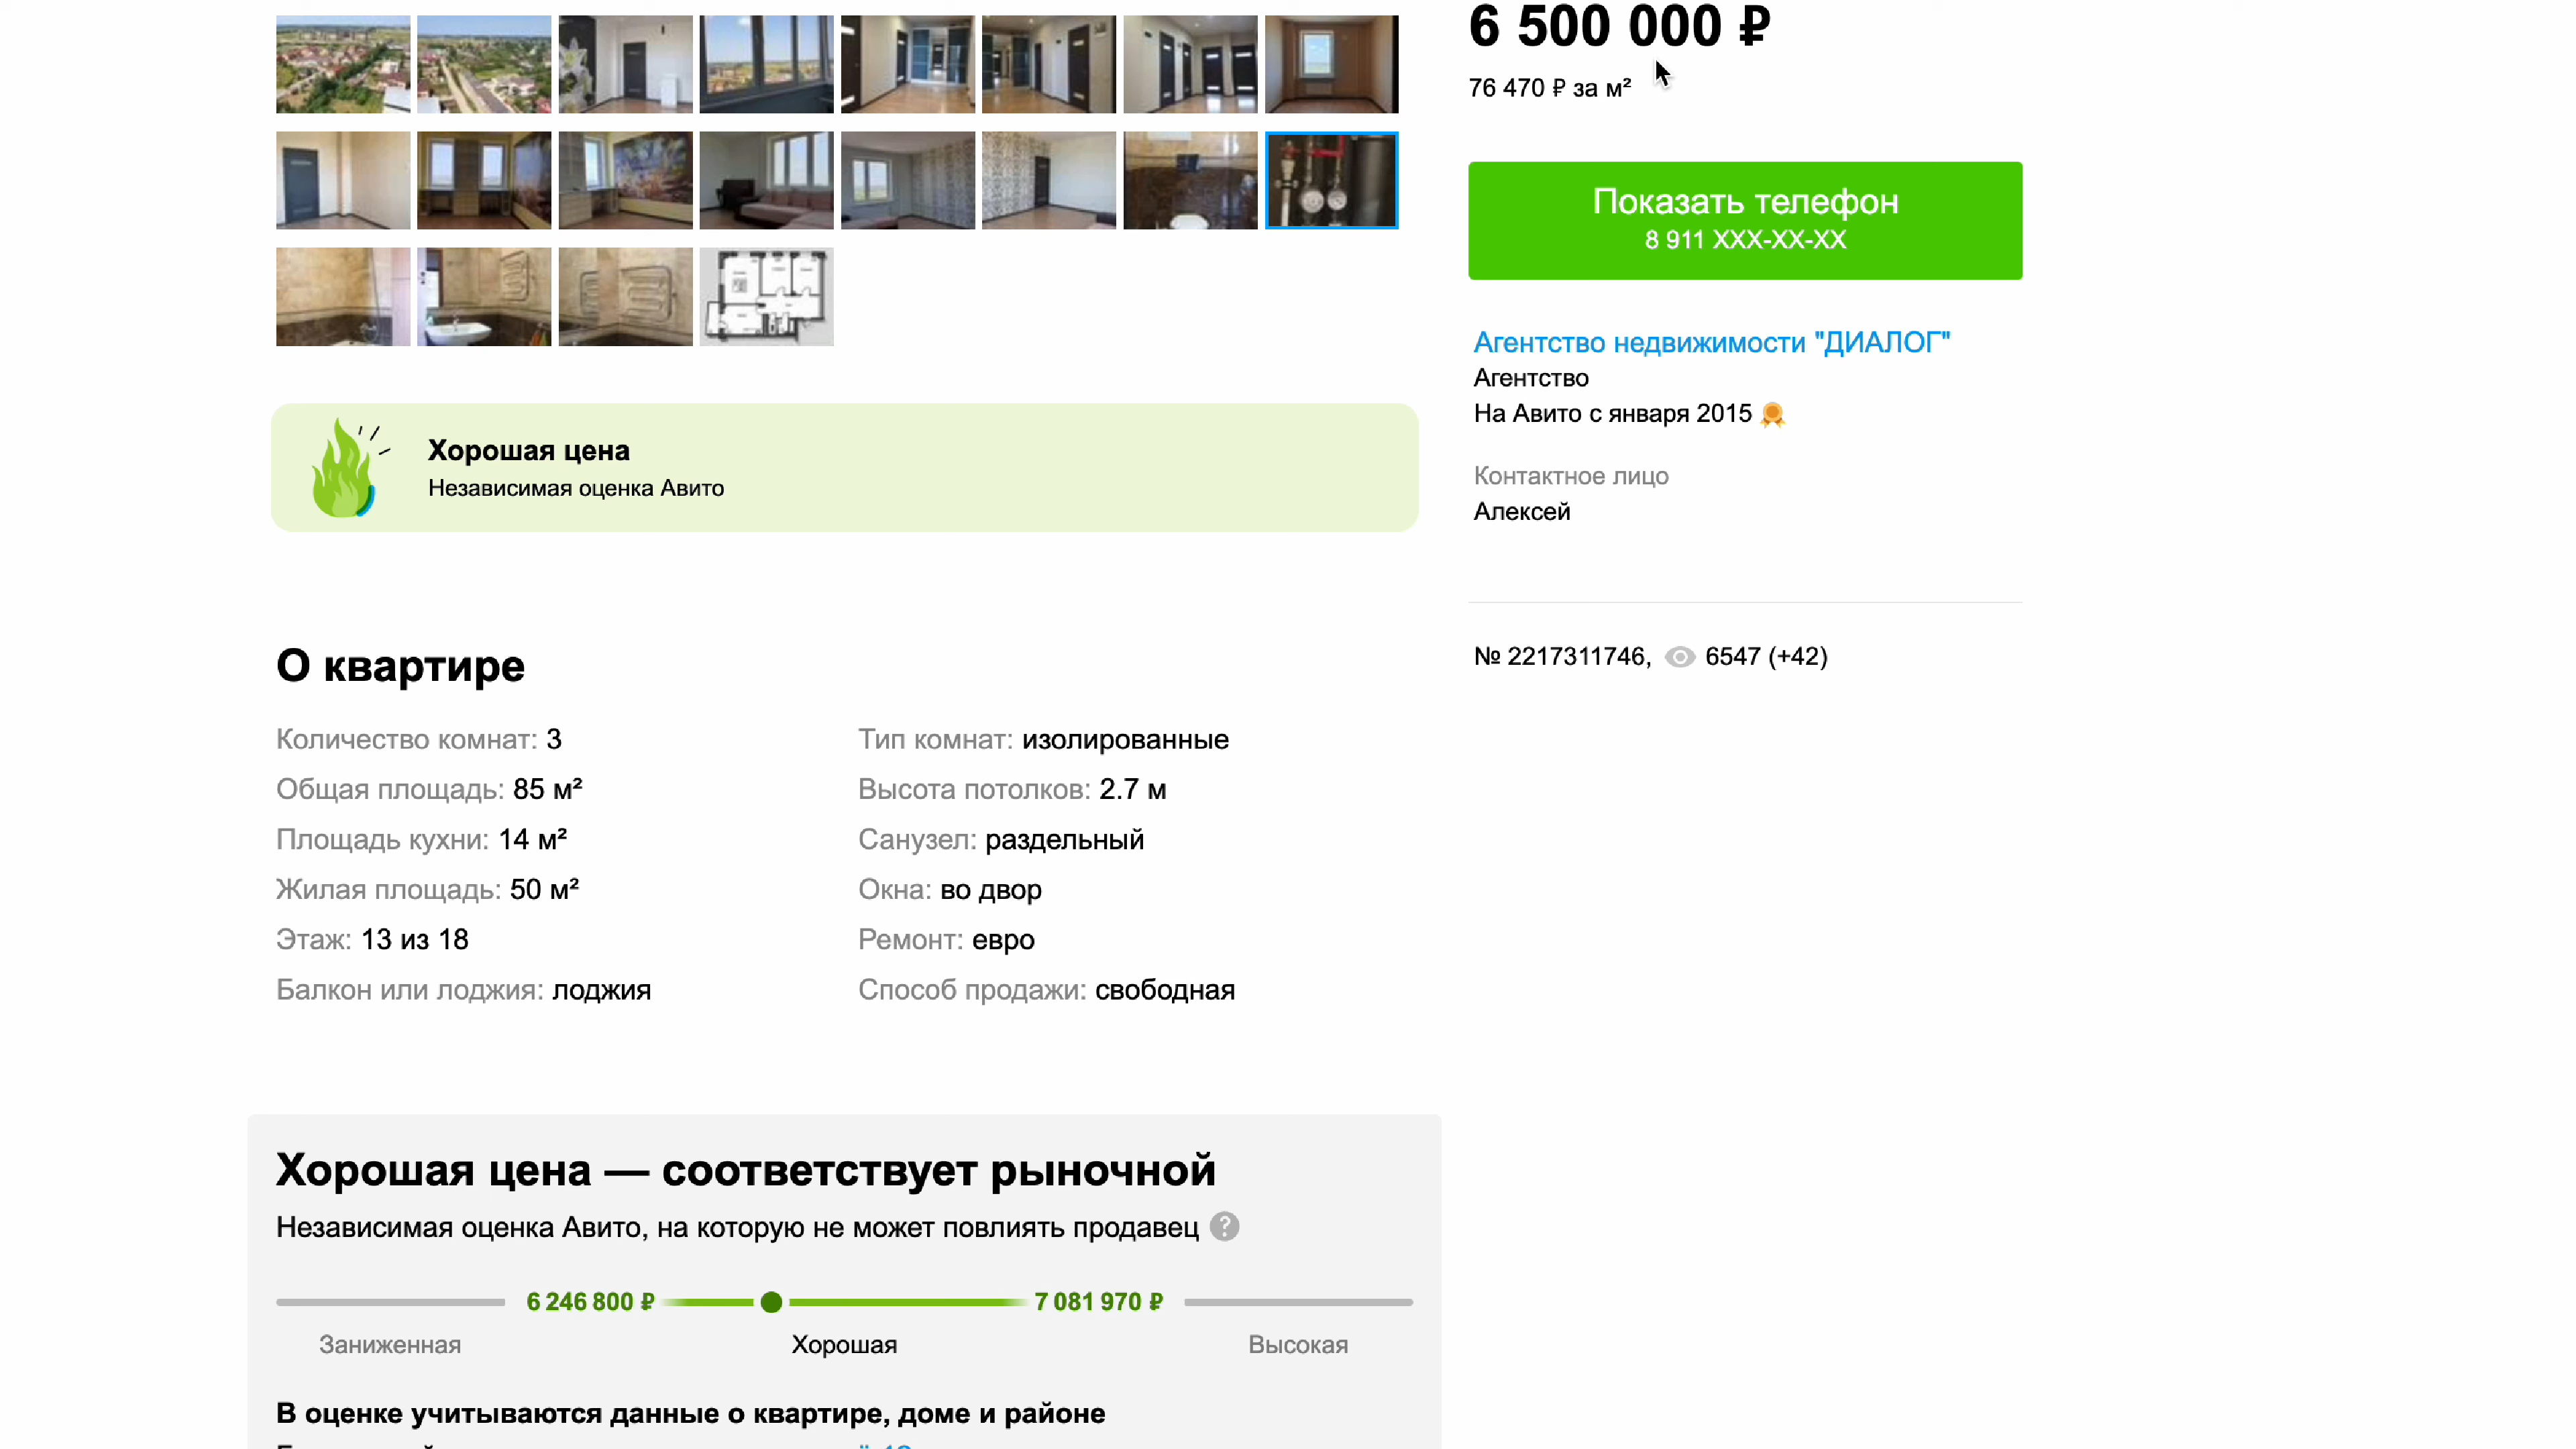 6 500 000 ₽
76 470 ₽ за м²
Показать телефон
8 911 XXX-XX-XX
Агентство недвижимости "ДИАЛОГ"
Агентство
На Авито с января 2015
Контактное лицо
Алексей
№ 2217311746, 6547 (+42)
Хорошая цена
Независимая оценка Авито
О квартире
Количество комнат: 3
Общая площадь: 85 м²
Площадь кухни: 14 м²
Жилая площадь: 50 м²
Этаж: 13 из 18
Балкон или лоджия: лоджия
Тип комнат: изолированные
Высота потолков: 2.7 м
Санузел: раздельный
Окна: во двор
Ремонт: евро
Способ продажи: свободная
Хорошая цена — соответствует рыночной
Независимая оценка Авито, на которую не может повлиять продавец ?
6 246 800 ₽ 7 081 970 ₽
Заниженная Хорошая Высокая
В оценке учитываются данные о квартире, доме и районе